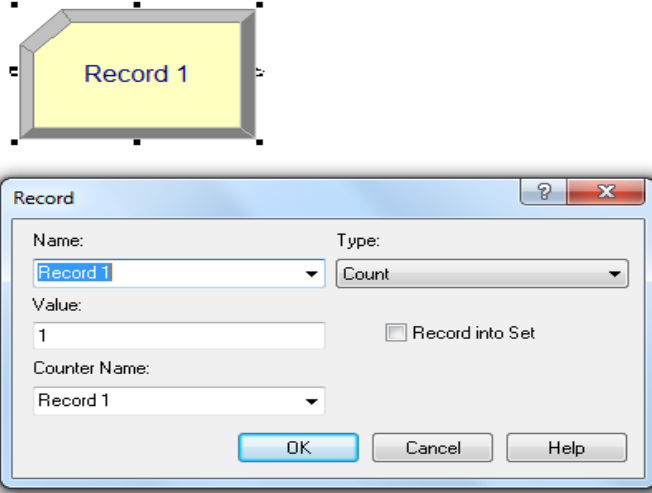 Record 1
Record
?
X
Name:
Type:
Record 1
Count
Value:
1
Record into Set
Counter Name:
Record 1
OK
Cancel
Help